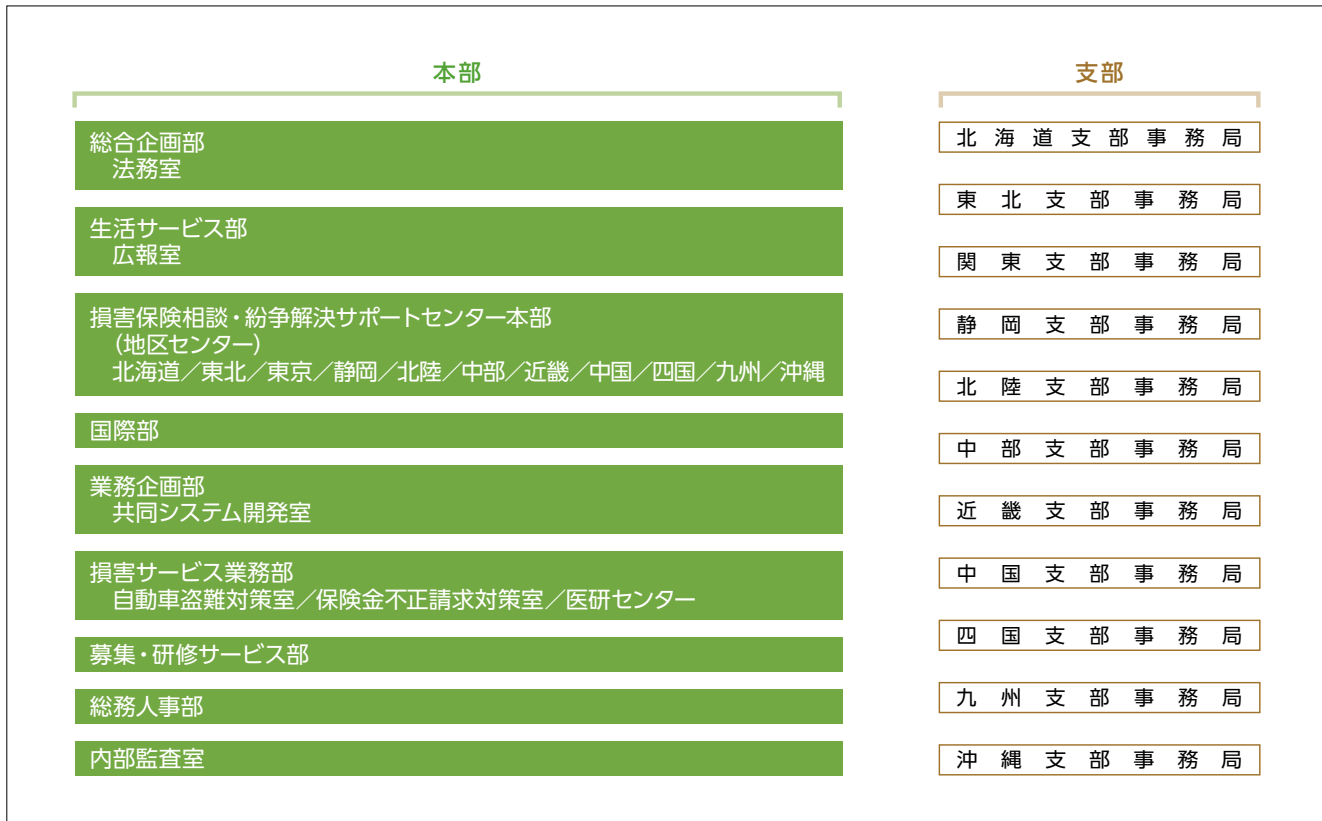 本部
総合企画部
法務室
生活サービス部
広報室
損害保険相談・紛争解決サポートセンター本部
(地区センター)
北海道／東北／東京／静岡／北陸／中部／近畿／中国／四国／九州／沖縄
国際部
業務企画部
共同システム開発室
損害サービス業務部
自動車盗難対策室／保険金不正請求対策室／医研センター
募集・研修サービス部
総務人事部
内部監査室
支部
北海道支部事務局
東北支部事務局
関東支部事務局
静岡支部事務局
北陸支部事務局
中部支部事務局
近畿支部事務局
中国支部事務局
四国支部事務局
九州支部事務局
沖縄支部事務局